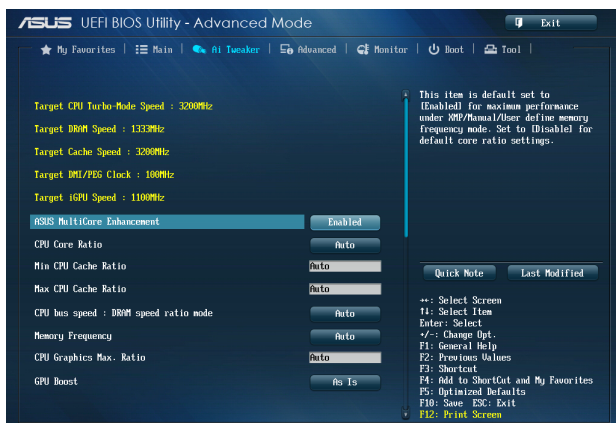 ASUS UEFI BIOS Utility - Advanced Mode
Exit
My Favorites
Main
Ai Tweaker
Advanced
Monitor
Boot
Tool
Target CPU Turbo-Mode Speed : 3200MHz
Target DRAM Speed : 1333MHz
Target Cache Speed : 3200MHz
Target DMI/PEG Clock : 100MHz
Target iGPU Speed : 1100MHz
ASUS MultiCore Enhancement Enabled
CPU Core Ratio Auto
Min CPU Cache Ratio Auto
Max CPU Cache Ratio Auto
CPU bus speed : DRAM speed ratio mode Auto
Memory Frequency Auto
CPU Graphics Max. Ratio Auto
GPU Boost As Is
This item is default set to
[Enabled] for maximum performance
under XMP/Manual/User define memory
frequency mode. Set to [Disable] for
default core ratio settings.
Quick Note
Last Modified
→←: Select Screen
↑↓: Select Item
Enter: Select
+/-: Change Opt.
F1: General Help
F2: Previous Values
F3: Shortcut
F4: Add to ShortCut and My Favorites
F5: Optimized Defaults
F10: Save ESC: Exit
F12: Print Screen